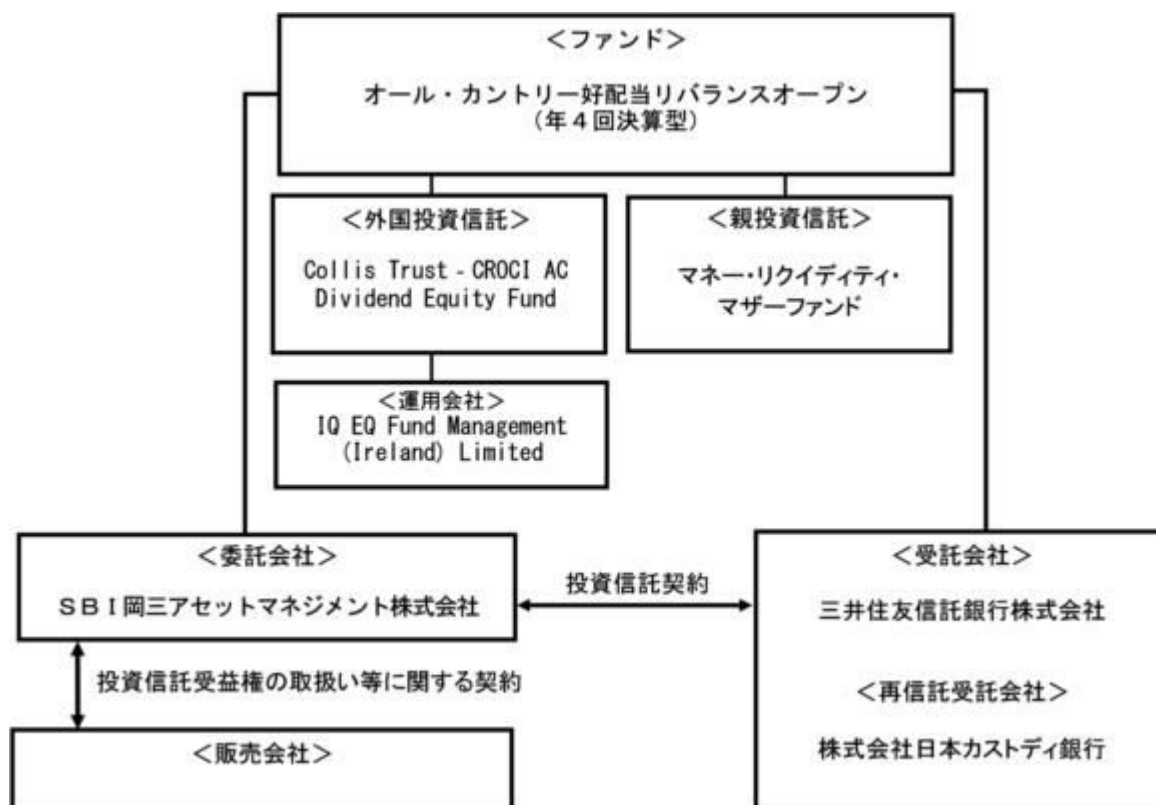 ＜ファンド＞
オール・カントリー好配当リバランスオープン
（年４回決算型）
＜外国投資信託＞
Collis Trust - CROCI AC
Dividend Equity Fund
＜親投資信託＞
マネー・リクイディティ・
マザーファンド
＜運用会社＞
IQ EQ Fund Management
(Ireland) Limited
＜委託会社＞
ＳＢＩ岡三アセットマネジメント株式会社
投資信託契約
＜受託会社＞
三井住友信託銀行株式会社
＜再信託受託会社＞
株式会社日本カストディ銀行
投資信託受益権の取扱い等に関する契約
＜販売会社＞